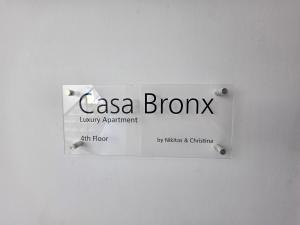 Casa Bronx
Luxury Apartment
4th Floor
by Nikitas & Christina